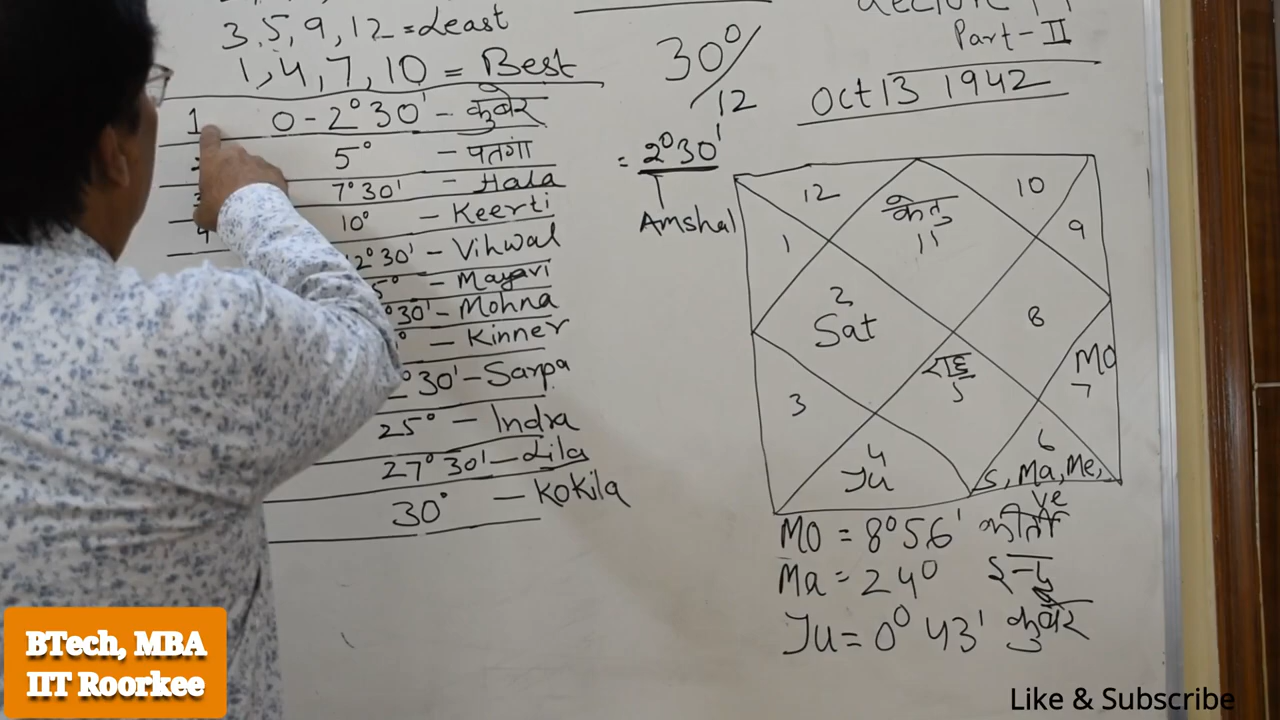 3,5,9,12 = Least
1,4,7,10 = Best
1 0 - 2°30' - कुबेर
5° - पतंगा
7°30' - Hala
4 10° - Keerti
2°30' - Vihwal
5° - Mayavi
°30' - Mohna
° - Kinner
°30' - Sarpa
25° - Indra
27°30' - Lila
30° - Kokila
30°/12
= 2°30'
Amshal
Part-II
Oct 13 1942
12
केतु
11
10
1
9
2
Sat
8
राहु
5
Mo
7
3
4
Ju
6
S, Ma, Me,
Ve
Mo = 8°56' कीर्ती
Ma = 24° इन्द्र
Ju = 0°43' कुबेर
BTech, MBA
IIT Roorkee
Like & Subscribe